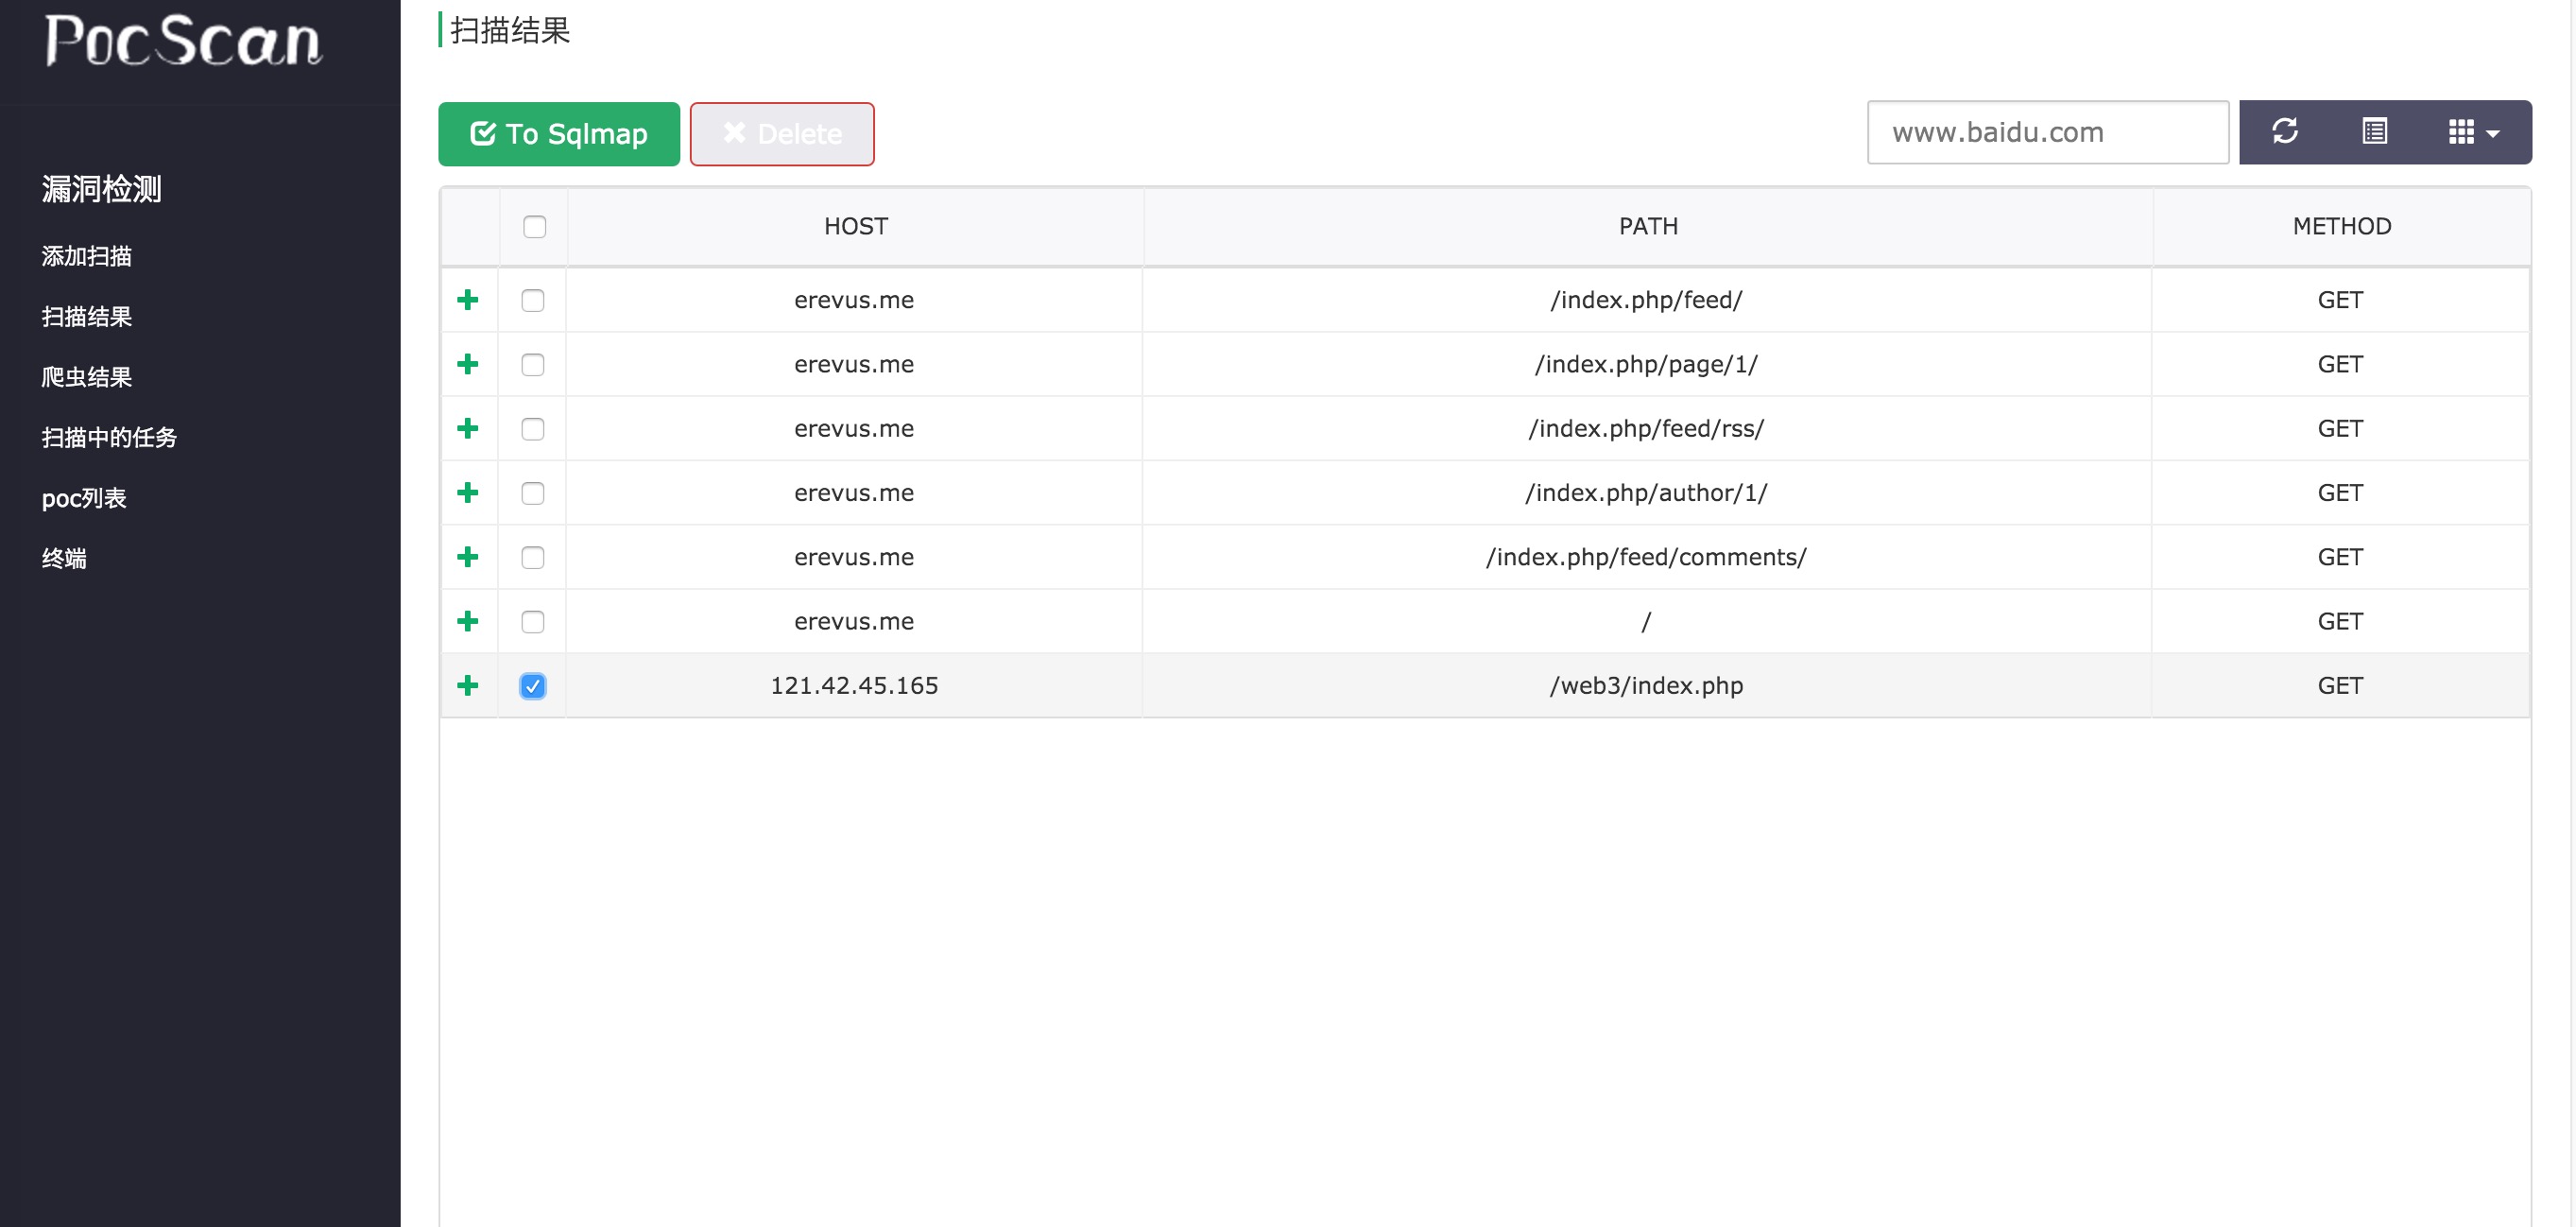 PocScan
漏洞检测
添加扫描
扫描结果
爬虫结果
扫描中的任务
poc列表
终端
扫描结果
To Sqlmap Delete www.baidu.com
HOST PATH METHOD
erevus.me /index.php/feed/ GET
erevus.me /index.php/page/1/ GET
erevus.me /index.php/feed/rss/ GET
erevus.me /index.php/author/1/ GET
erevus.me /index.php/feed/comments/ GET
erevus.me / GET
121.42.45.165 /web3/index.php GET